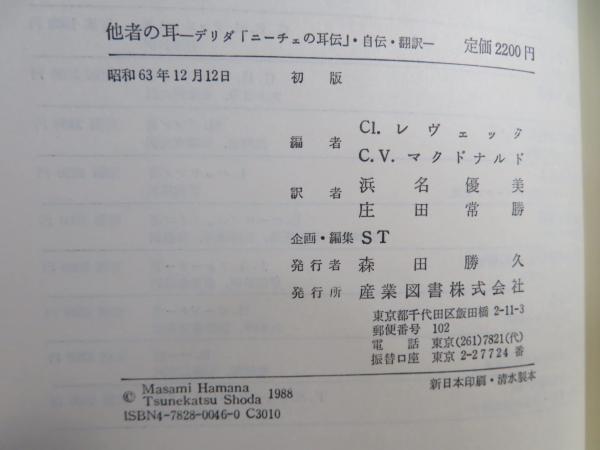 他者の耳―デリダ「ニーチェの耳伝」・自伝・翻訳― 定価2200円
昭和63年12月12日 初版
編者 Cl. レヴェック
C.V. マクドナルド
訳者 浜名優美
庄田常勝
企画・編集 ST
発行者 森田勝久
発行所 産業図書株式会社
東京都千代田区飯田橋 2-11-3
郵便番号 102
電話 東京(261)7821(代)
振替口座 東京 2-27724 番
© Masami Hamana
Tsunekatsu Shoda 1988
新日本印刷・清水製本
ISBN4-7828-0046-0 C3010